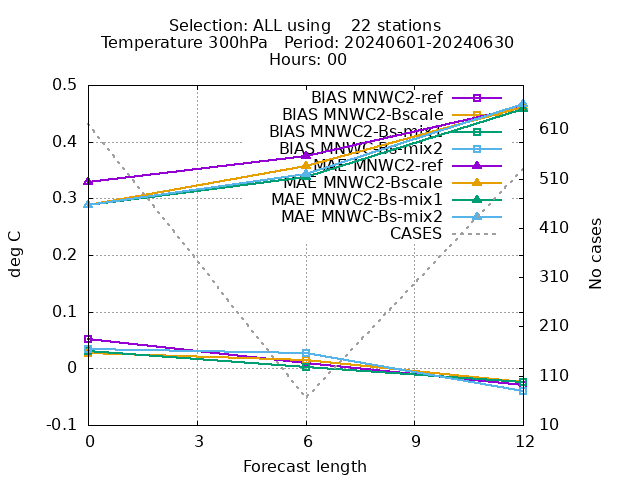 Selection: ALL using    22 stations
Temperature 300hPa   Period: 20240601-20240630
Hours: 00
BIAS MNWC2-ref
BIAS MNWC2-Bscale
BIAS MNWC2-Bs-mix1
BIAS MNWC-Bs-mix2
MAE MNWC2-ref
MAE MNWC2-Bscale
MAE MNWC2-Bs-mix1
MAE MNWC-Bs-mix2
CASES
0.5
0.4
0.3
0.2
0.1
0
-0.1
deg C
610
510
410
310
210
110
10
No cases
0 3 6 9 12
Forecast length